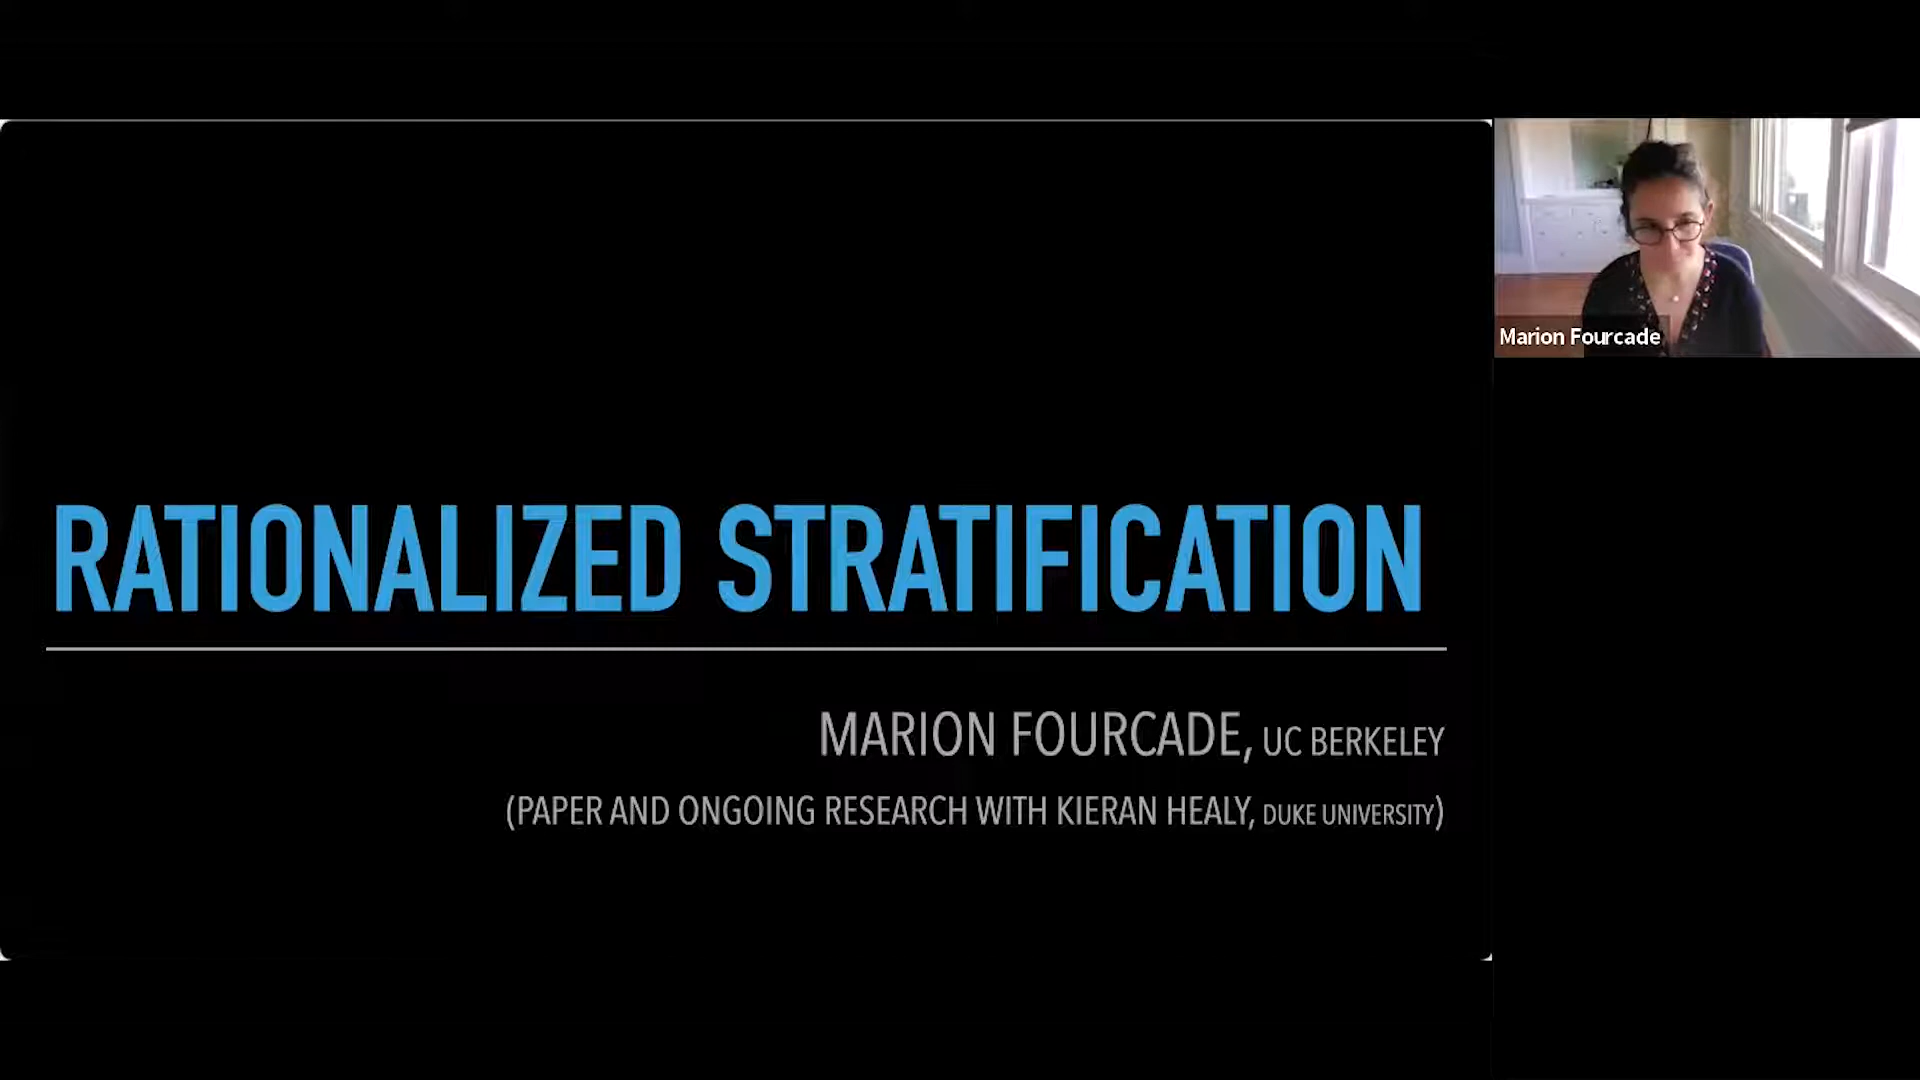 RATIONALIZED STRATIFICATION
MARION FOURCADE, UC BERKELEY
(PAPER AND ONGOING RESEARCH WITH KIERAN HEALY, DUKE UNIVERSITY)
Marion Fourcade